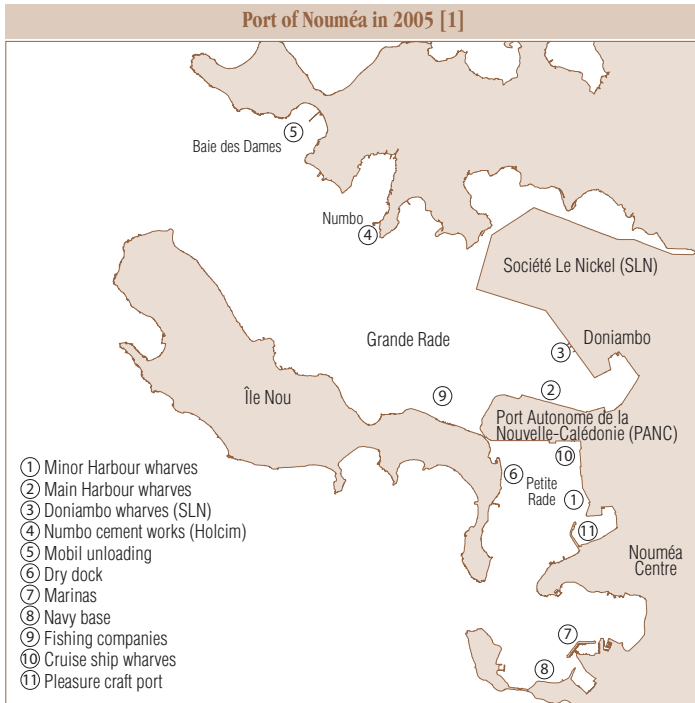 Port of Nouméa in 2005 [1]
5
Baie des Dames
Numbo
4
Société Le Nickel (SLN)
Grande Rade
3
Doniambo
Île Nou
9
2
Port Autonome de la
Nouvelle-Calédonie (PANC)
10
6
Petite
Rade
1
11
Nouméa
Centre
7
8
1 Minor Harbour wharves
2 Main Harbour wharves
3 Doniambo wharves (SLN)
4 Numbo cement works (Holcim)
5 Mobil unloading
6 Dry dock
7 Marinas
8 Navy base
9 Fishing companies
10 Cruise ship wharves
11 Pleasure craft port